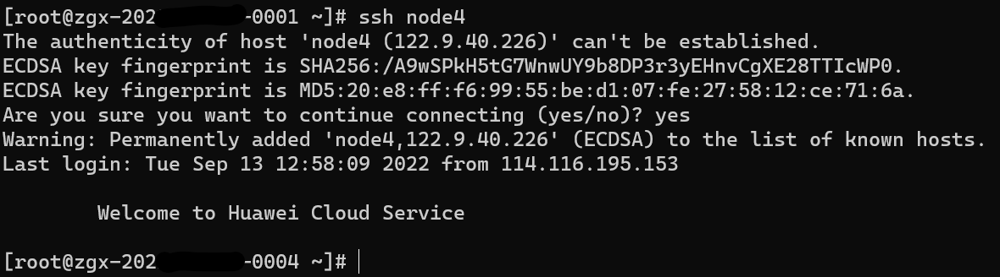 [root@zgx-202 -0001 ~]# ssh node4
The authenticity of host 'node4 (122.9.40.226)' can't be established.
ECDSA key fingerprint is SHA256:/A9wSPkH5tG7WnwUY9b8DP3r3yEHnvCgXE28TTIcWP0.
ECDSA key fingerprint is MD5:20:e8:ff:f6:99:55:be:d1:07:fe:27:58:12:ce:71:6a.
Are you sure you want to continue connecting (yes/no)? yes
Warning: Permanently added 'node4,122.9.40.226' (ECDSA) to the list of known hosts.
Last login: Tue Sep 13 12:58:09 2022 from 114.116.195.153
Welcome to Huawei Cloud Service
[root@zgx-202 -0004 ~]#